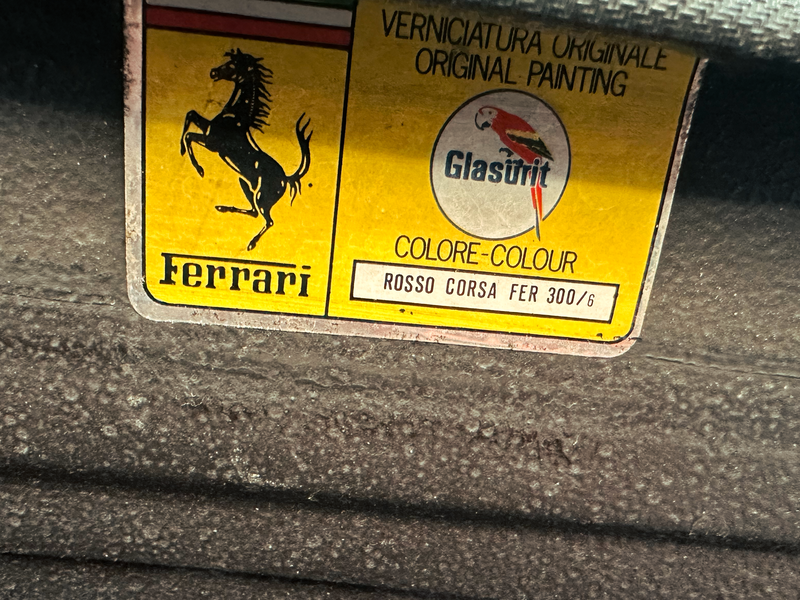 VERNICIATURA ORIGINALE
ORIGINAL PAINTING
Glasurit
COLORE-COLOUR
ROSSO CORSA FER 300/6
Ferrari